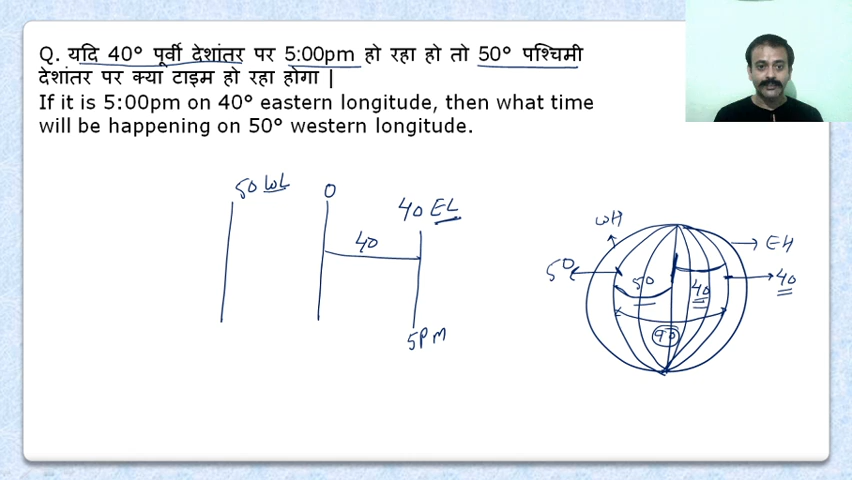 Q. यदि 40° पूर्वी देशांतर पर 5:00pm हो रहा हो तो 50° पश्चिमी
देशांतर पर क्या टाइम हो रहा होगा |
If it is 5:00pm on 40° eastern longitude, then what time
will be happening on 50° western longitude.
50 WL
0
40 EL
40
5PM
WH
EH
50
50
40
40
90